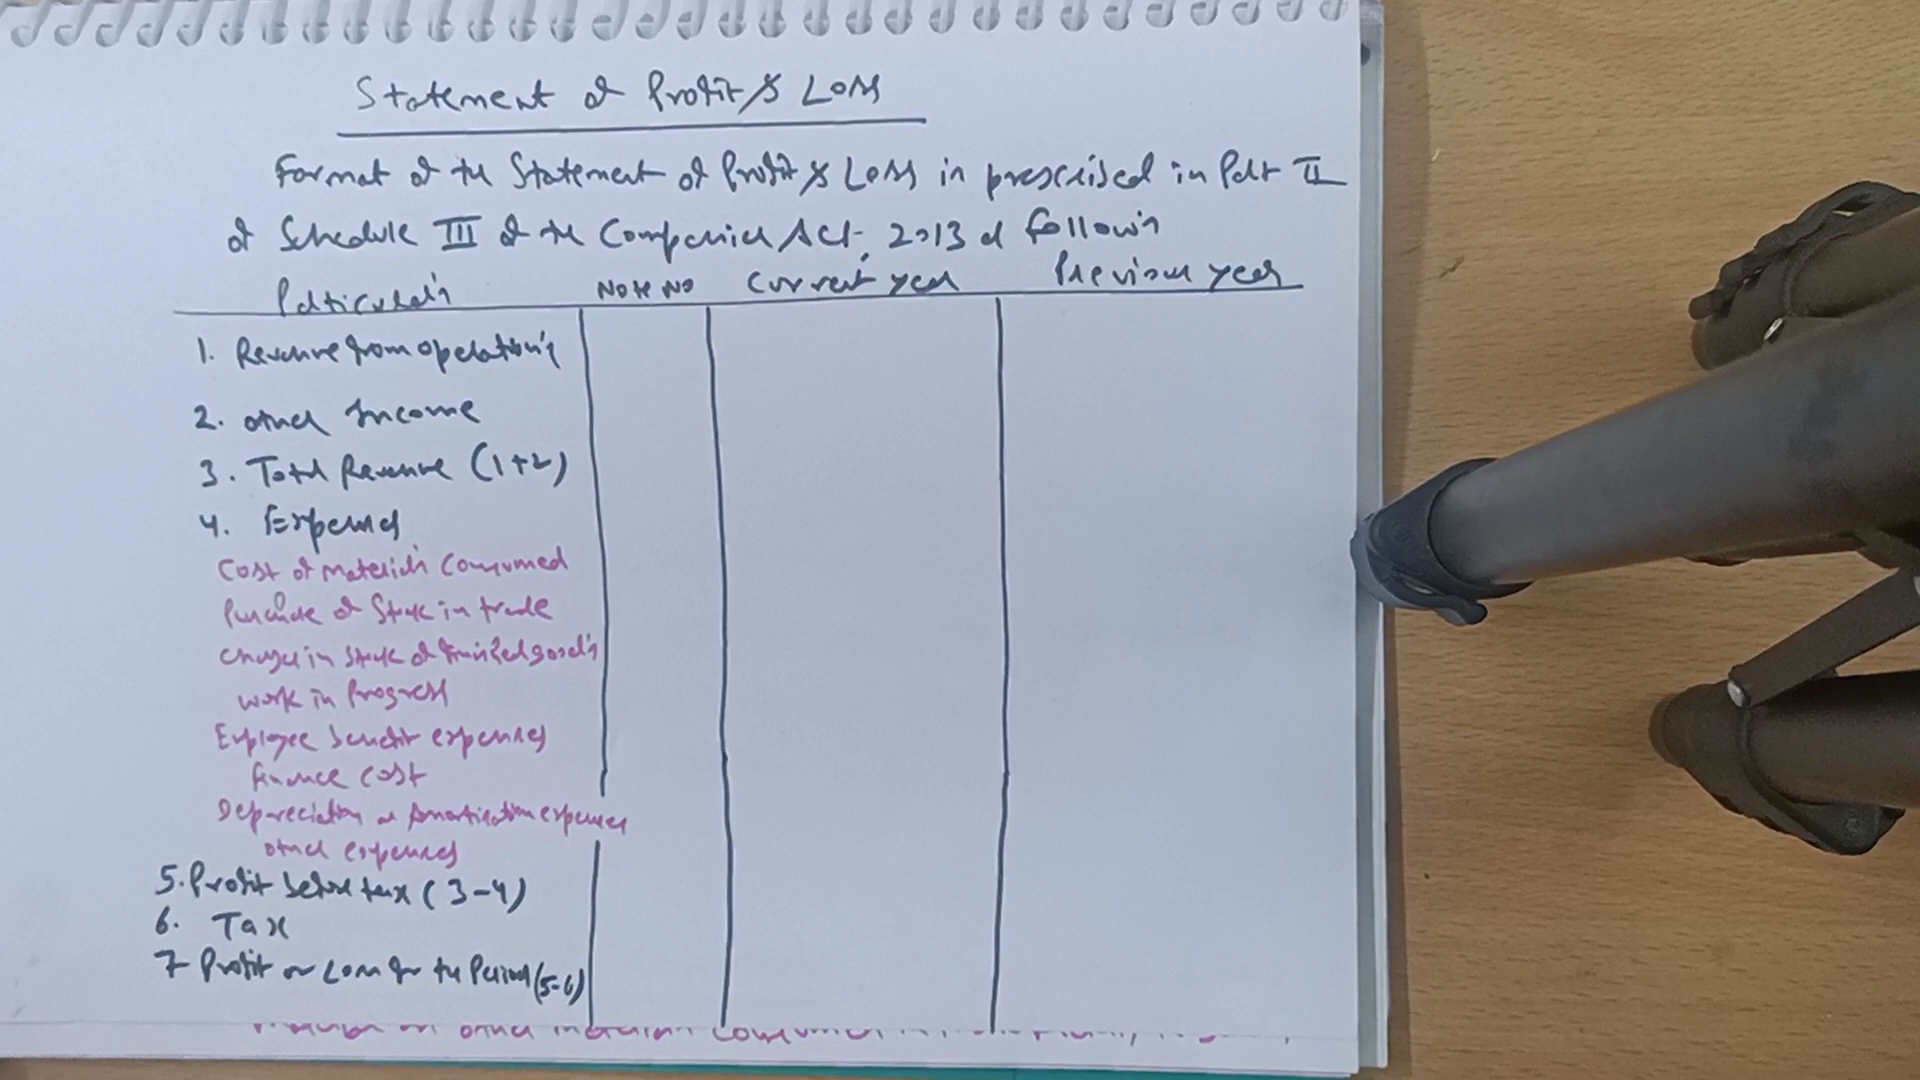 Statement of Profit & Loss
Format of the Statement of Profit & Loss is prescribed in Part II
of Schedule III of the Companies Act, 2013 as follows
Particulars Note No Current year Previous year
1. Revenue from operations
2. other Income
3. Total Revenue (1+2)
4. Expenses
Cost of materials Consumed
Purchase of Stock in trade
Change in Stock of finished goods
work in Progress
Employee benefit expenses
finance cost
Depreciation or Amortization expenses
other expenses
5. Profit before tax (3-4)
6. Tax
7 Profit or Loss for the Period (5-6)